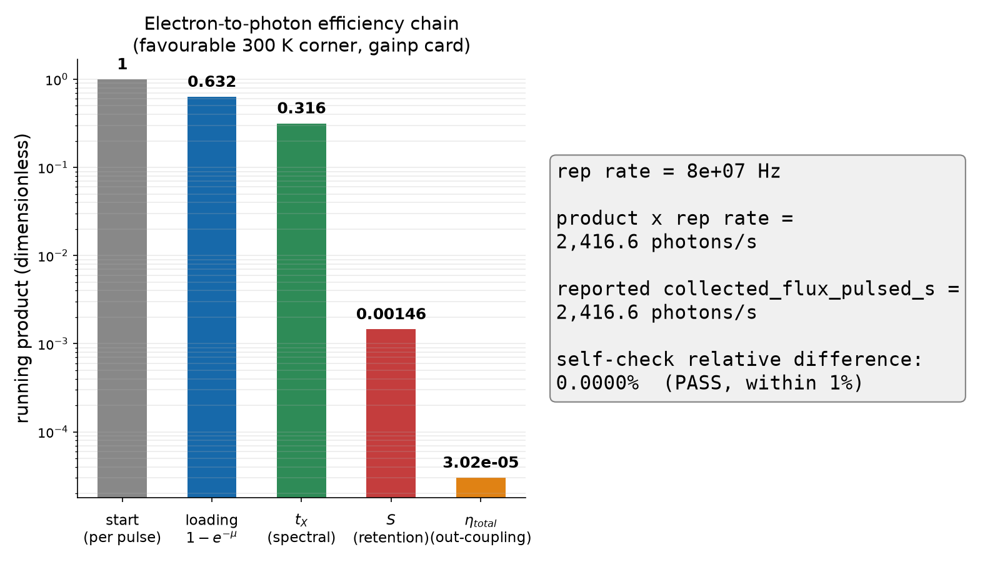 Electron-to-photon efficiency chain
(favourable 300 K corner, gainp card)
running product (dimensionless)
10⁰
10⁻¹
10⁻²
10⁻³
10⁻⁴
1
0.632
0.316
0.00146
3.02e-05
start
(per pulse)
loading
1 − e^{−μ}
t_X
(spectral)
S
(retention)
η_{total}
(out-coupling)
rep rate = 8e+07 Hz
product x rep rate =
2,416.6 photons/s
reported collected_flux_pulsed_s =
2,416.6 photons/s
self-check relative difference:
0.0000%  (PASS, within 1%)